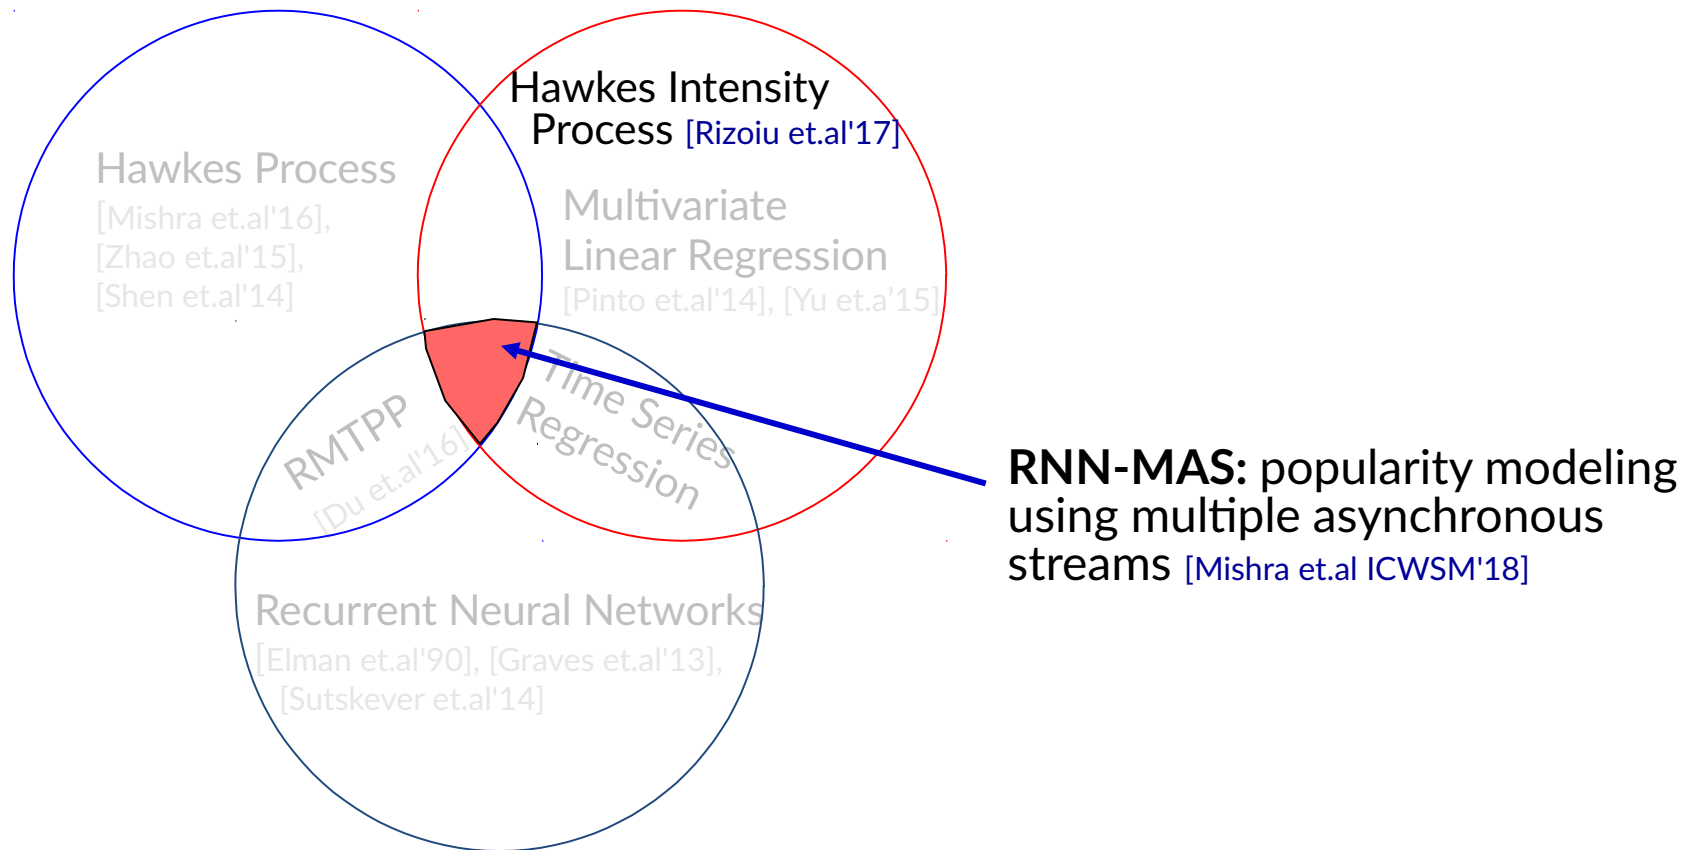 Hawkes Intensity
Process [Rizoiu et.al'17]
Hawkes Process
[Mishra et.al'16],
[Zhao et.al'15],
[Shen et.al'14]
Multivariate
Linear Regression
[Pinto et.al'14], [Yu et.a’15]
RMTPP
[Du et.al'16]
Time Series
Regression
RNN-MAS: popularity modeling
using multiple asynchronous
streams [Mishra et.al ICWSM'18]
Recurrent Neural Networks
[Elman et.al'90], [Graves et.al'13],
[Sutskever et.al'14]